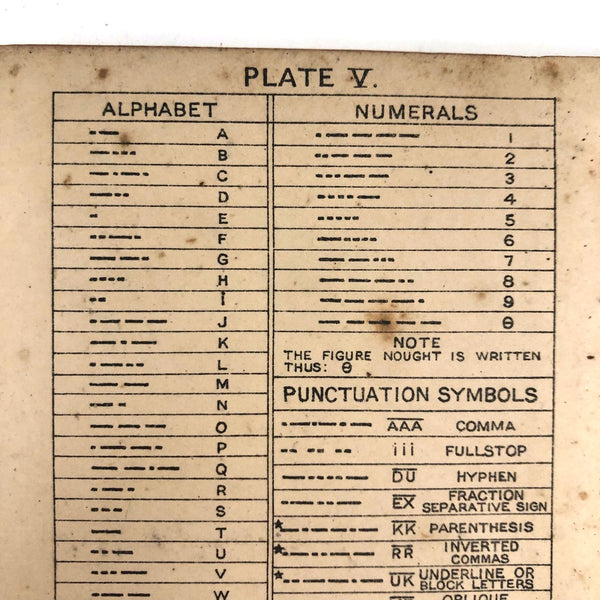 PLATE V.
ALPHABET
A
B
C
D
E
F
G
H
I
J
K
L
M
N
O
P
Q
R
S
T
U
V
W
NUMERALS
1
2
3
4
5
6
7
8
9
θ
NOTE
THE FIGURE NOUGHT IS WRITTEN
THUS: θ
PUNCTUATION SYMBOLS
AAA COMMA
iii FULLSTOP
DU HYPHEN
EX FRACTION
SEPARATIVE SIGN
★ KK PARENTHESIS
★ RR INVERTED
COMMAS
★ UK UNDERLINE OR
BLOCK LETTERS
OBLIQUE